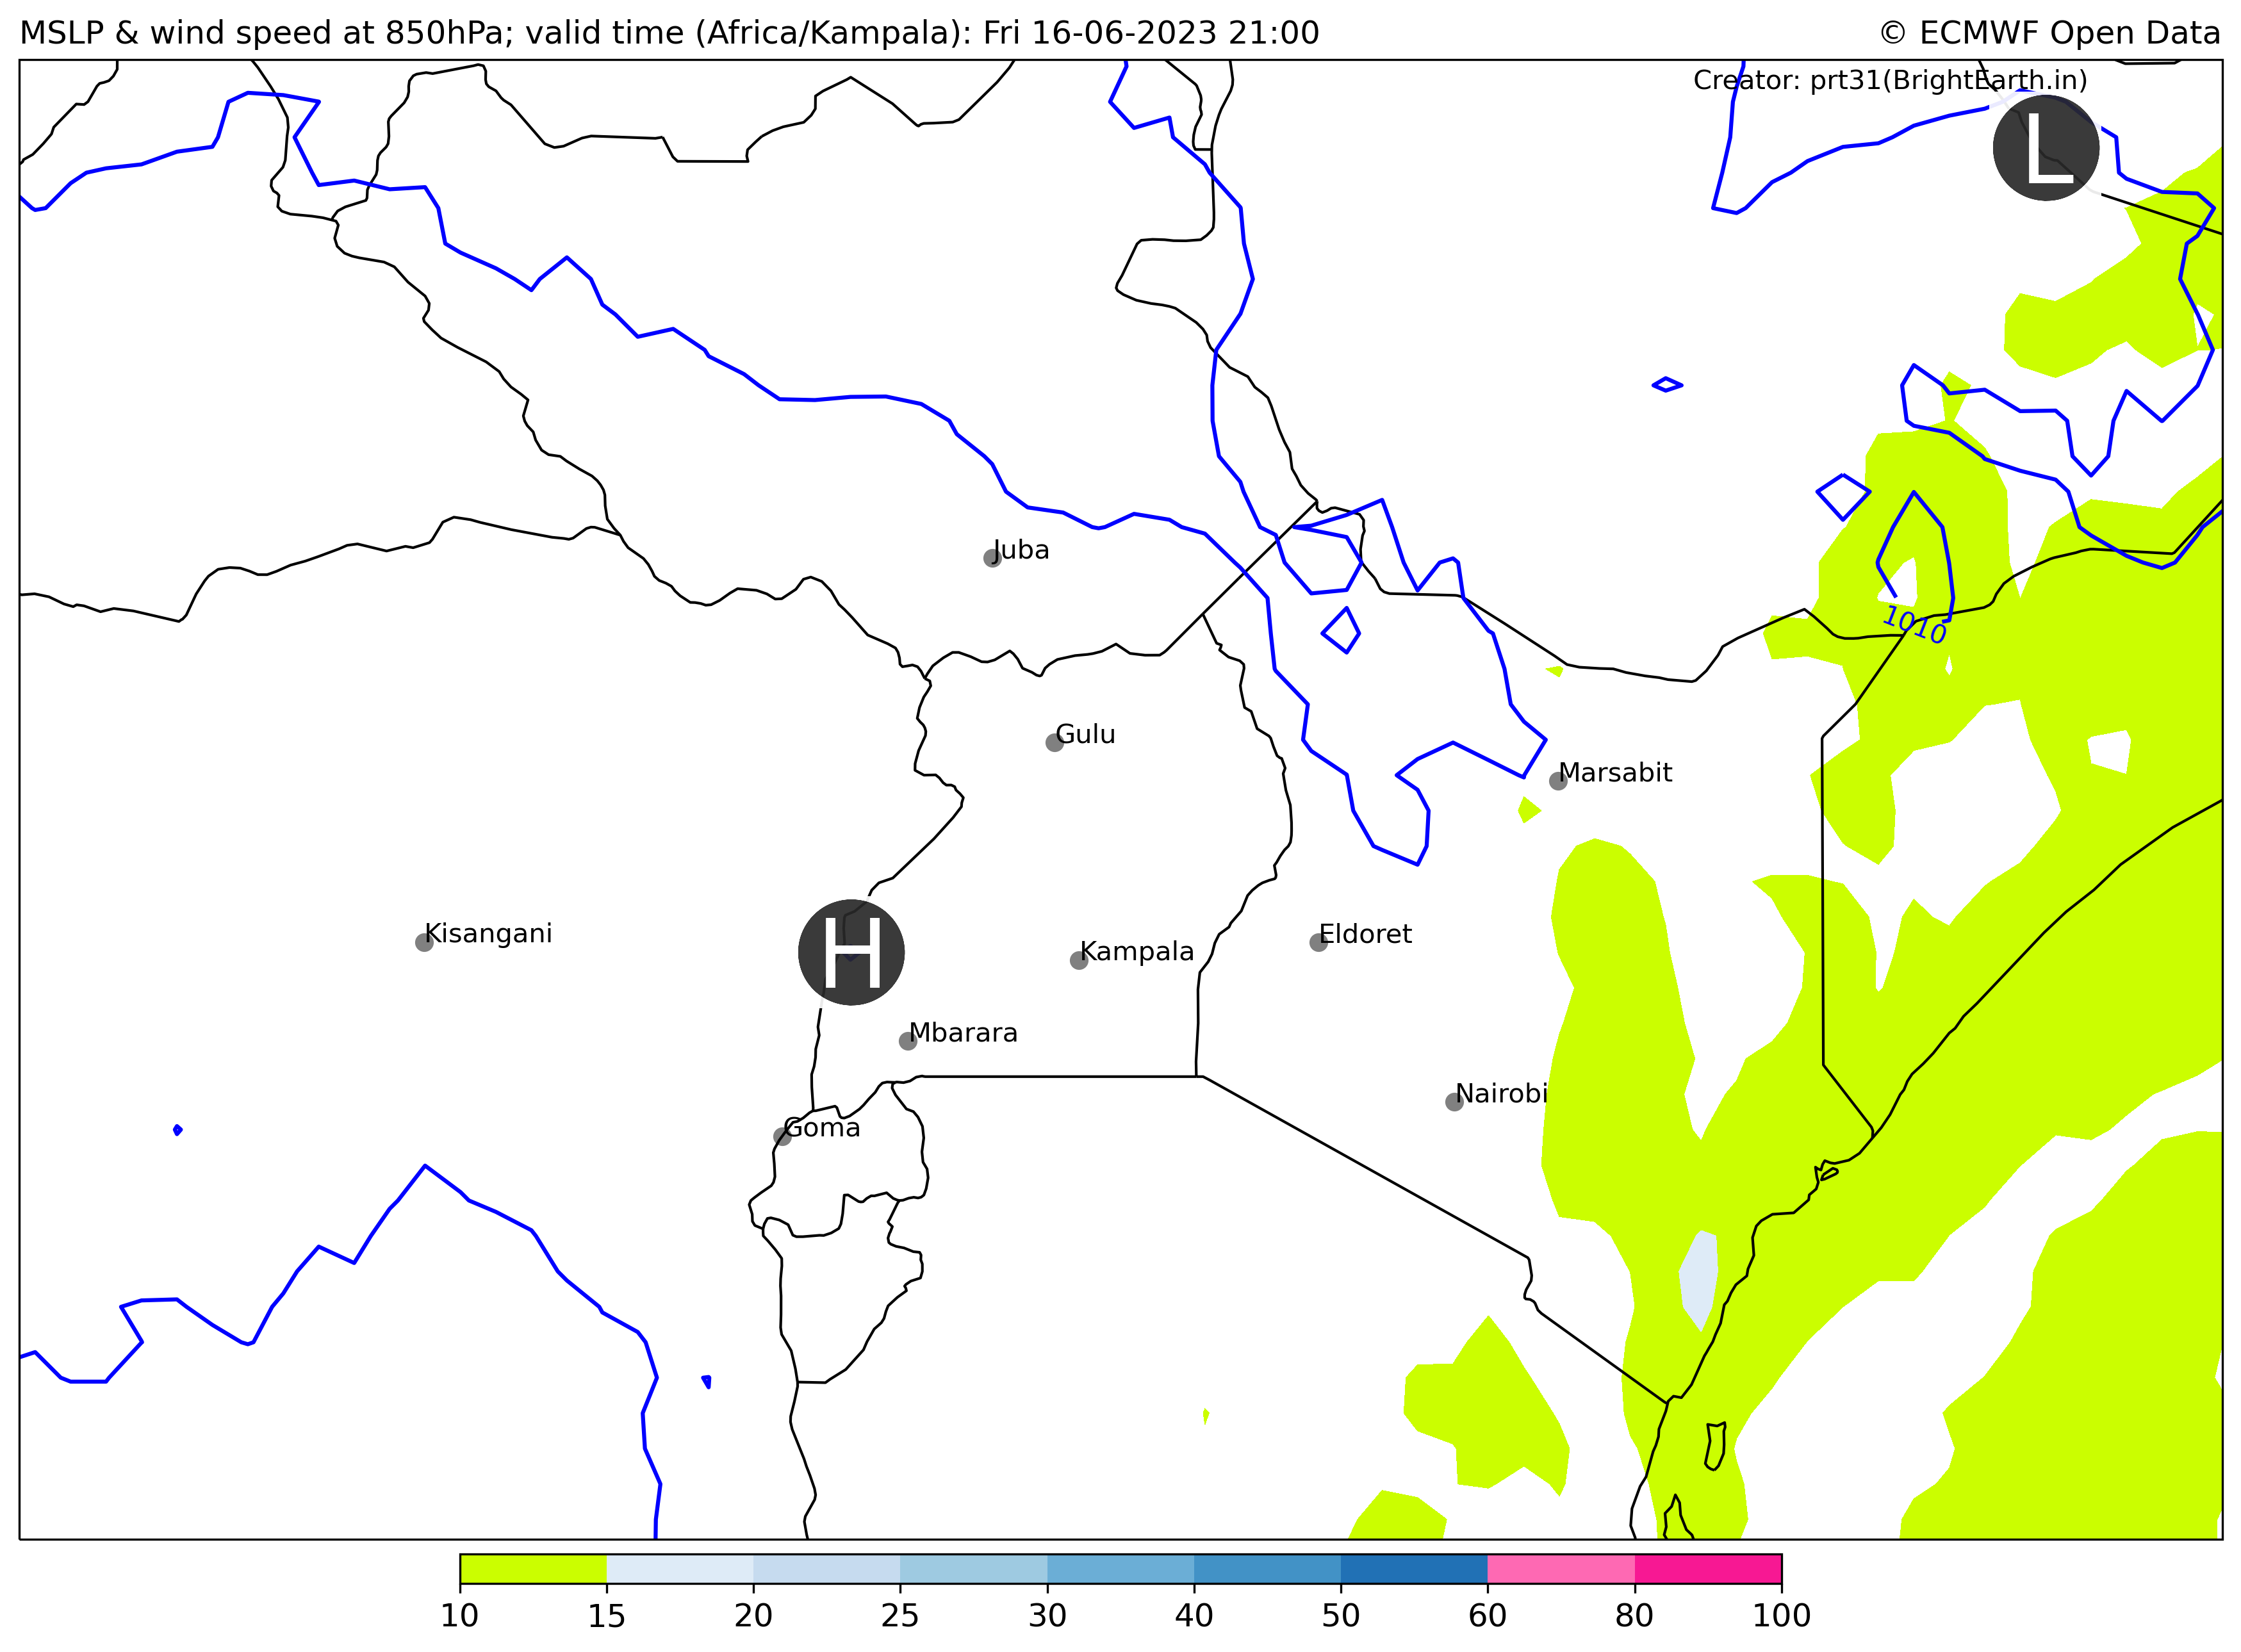 MSLP & wind speed at 850hPa; valid time (Africa/Kampala): Fri 16-06-2023 21:00
© ECMWF Open Data
Creator: prt31(BrightEarth.in)
L
Juba
1010
Gulu
Marsabit
Kisangani
H
Kampala
Eldoret
Mbarara
Nairobi
Goma
10 15 20 25 30 40 50 60 80 100